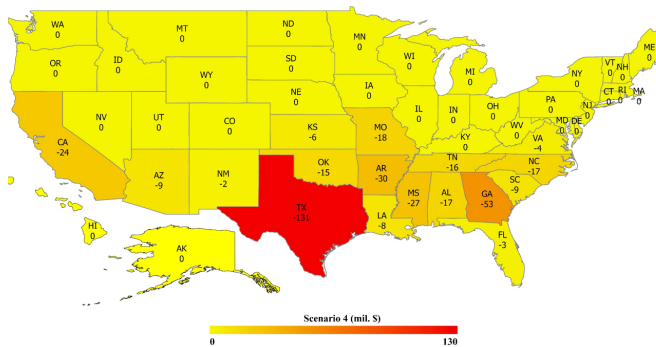 WA
0
MT
0
ND
0
MN
0
ME
0
OR
0
ID
0
SD
0
WI
0
VT
0
NH
0
WY
0
MI
0
NY
0
CT
0
RI
0
MA
0
NE
0
IA
0
PA
0
NJ
0
NV
0
UT
0
CO
0
IL
0
IN
0
OH
0
MD
0
DE
0
WV
0
CA
-24
KS
-6
MO
-18
KY
0
VA
-4
AZ
-9
NM
-2
OK
-15
AR
-30
TN
-16
NC
-17
SC
-9
TX
-131
LA
-8
MS
-27
AL
-17
GA
-53
HI
0
AK
0
FL
-3
Scenario 4 (mil. $)
0 130